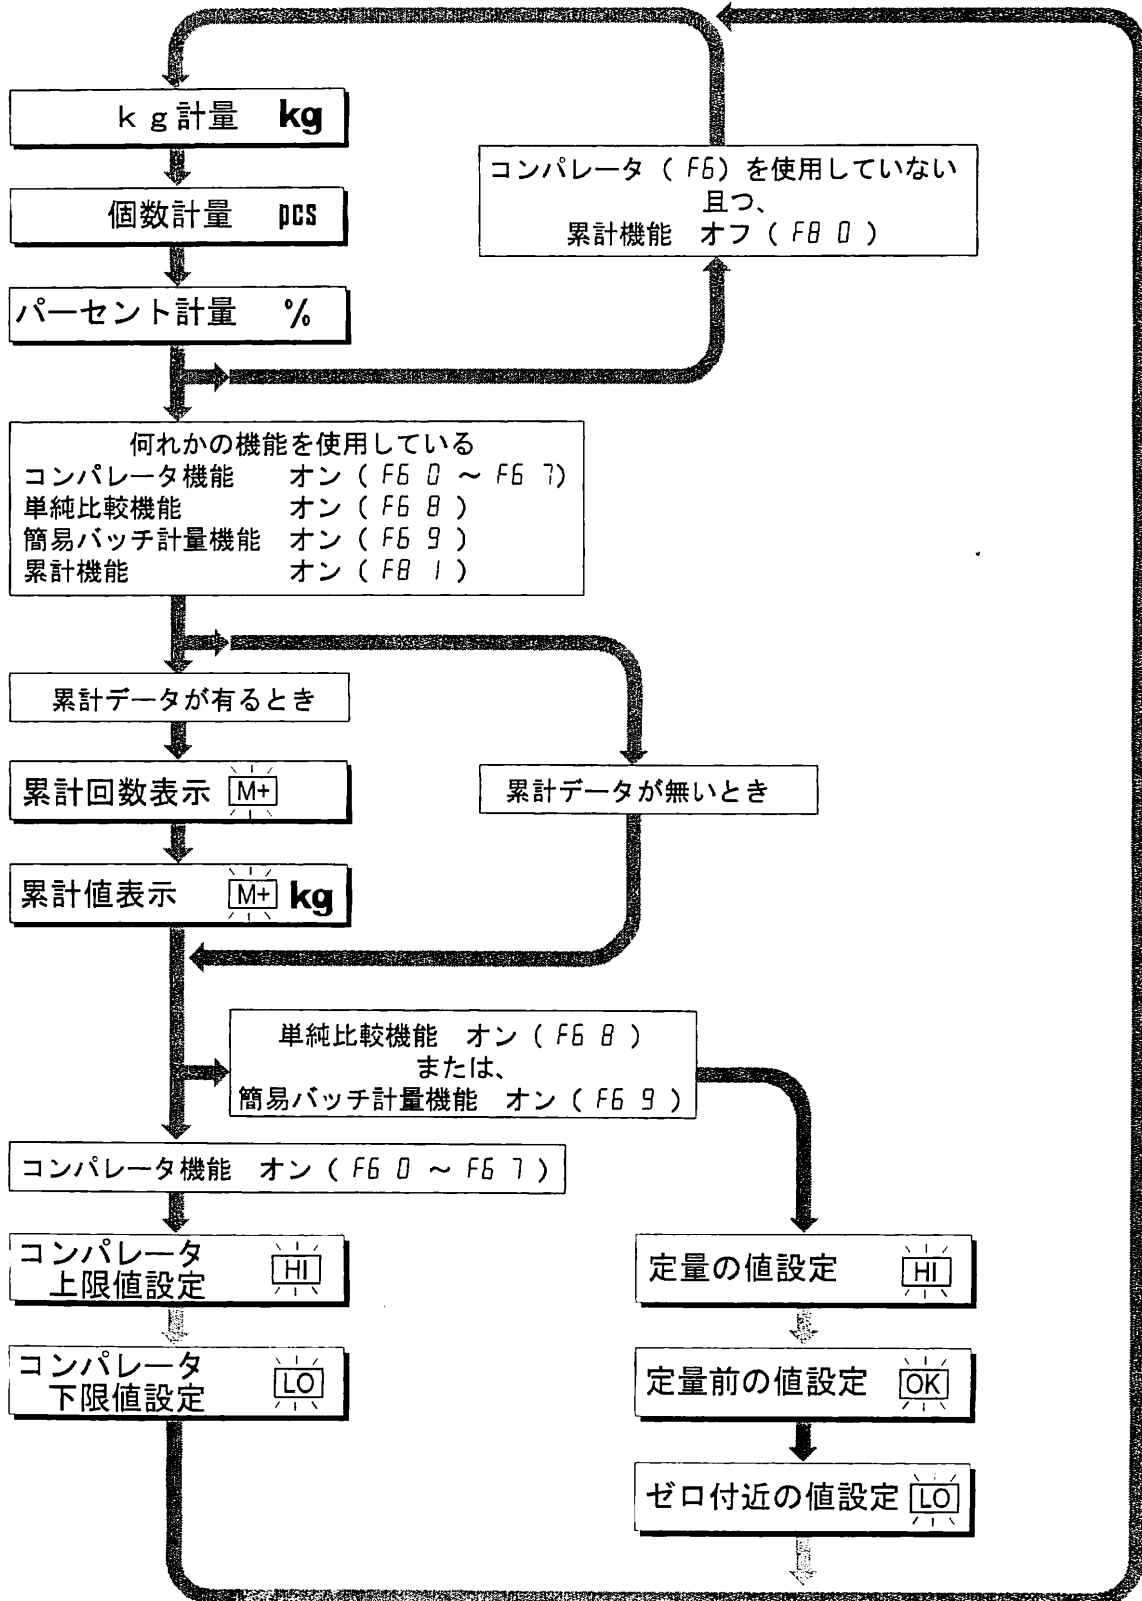 ｋｇ計量 kg
個数計量 pcs
パーセント計量 %
コンパレータ ( F6 ) を使用していない
且つ、
累計機能 オフ ( F8 0 )
何れかの機能を使用している
コンパレータ機能 オン ( F6 0 ～ F6 7 )
単純比較機能 オン ( F6 8 )
簡易バッチ計量機能 オン ( F6 9 )
累計機能 オン ( F8 1 )
累計データが有るとき
累計回数表示 M+
累計データが無いとき
累計値表示 M+ kg
単純比較機能 オン ( F6 8 )
または、
簡易バッチ計量機能 オン ( F6 9 )
コンパレータ機能 オン ( F6 0 ～ F6 7 )
コンパレータ
上限値設定 HI
コンパレータ
下限値設定 LO
定量の値設定 HI
定量前の値設定 OK
ゼロ付近の値設定 LO